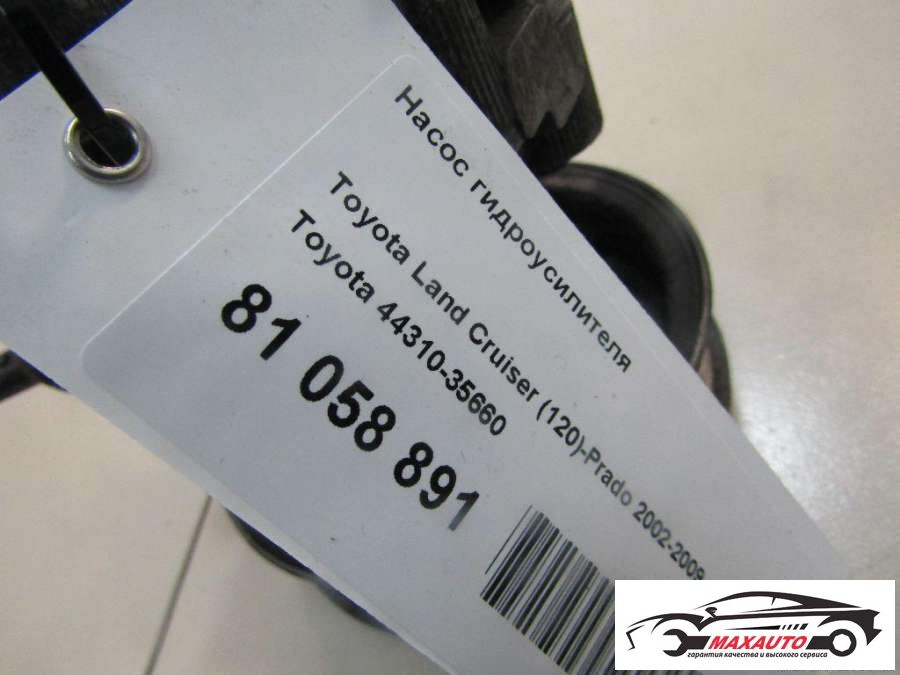 Насос гидроусилителя
Toyota Land Cruiser (120)-Prado 2002-2009
Toyota 44310-35660
81 058 891
MAXAUTO
гарантия качества и высокого сервиса